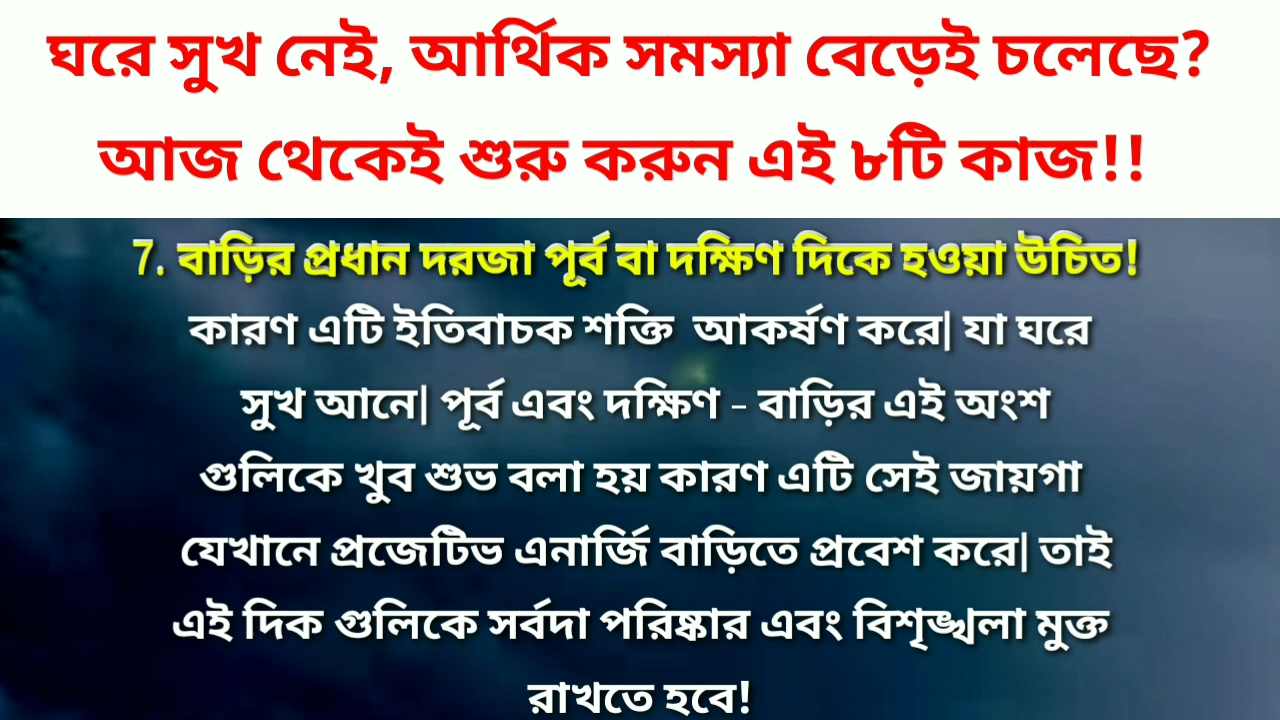 ঘরে সুখ নেই, আর্থিক সমস্যা বেড়েই চলেছে?
আজ থেকেই শুরু করুন এই ৮টি কাজ!!
7. বাড়ির প্রধান দরজা পূর্ব বা দক্ষিণ দিকে হওয়া উচিত!
কারণ এটি ইতিবাচক শক্তি আকর্ষণ করে| যা ঘরে
সুখ আনে| পূর্ব এবং দক্ষিণ - বাড়ির এই অংশ
গুলিকে খুব শুভ বলা হয় কারণ এটি সেই জায়গা
যেখানে প্রজেটিভ এনার্জি বাড়িতে প্রবেশ করে| তাই
এই দিক গুলিকে সর্বদা পরিষ্কার এবং বিশৃঙ্খলা মুক্ত
রাখতে হবে!